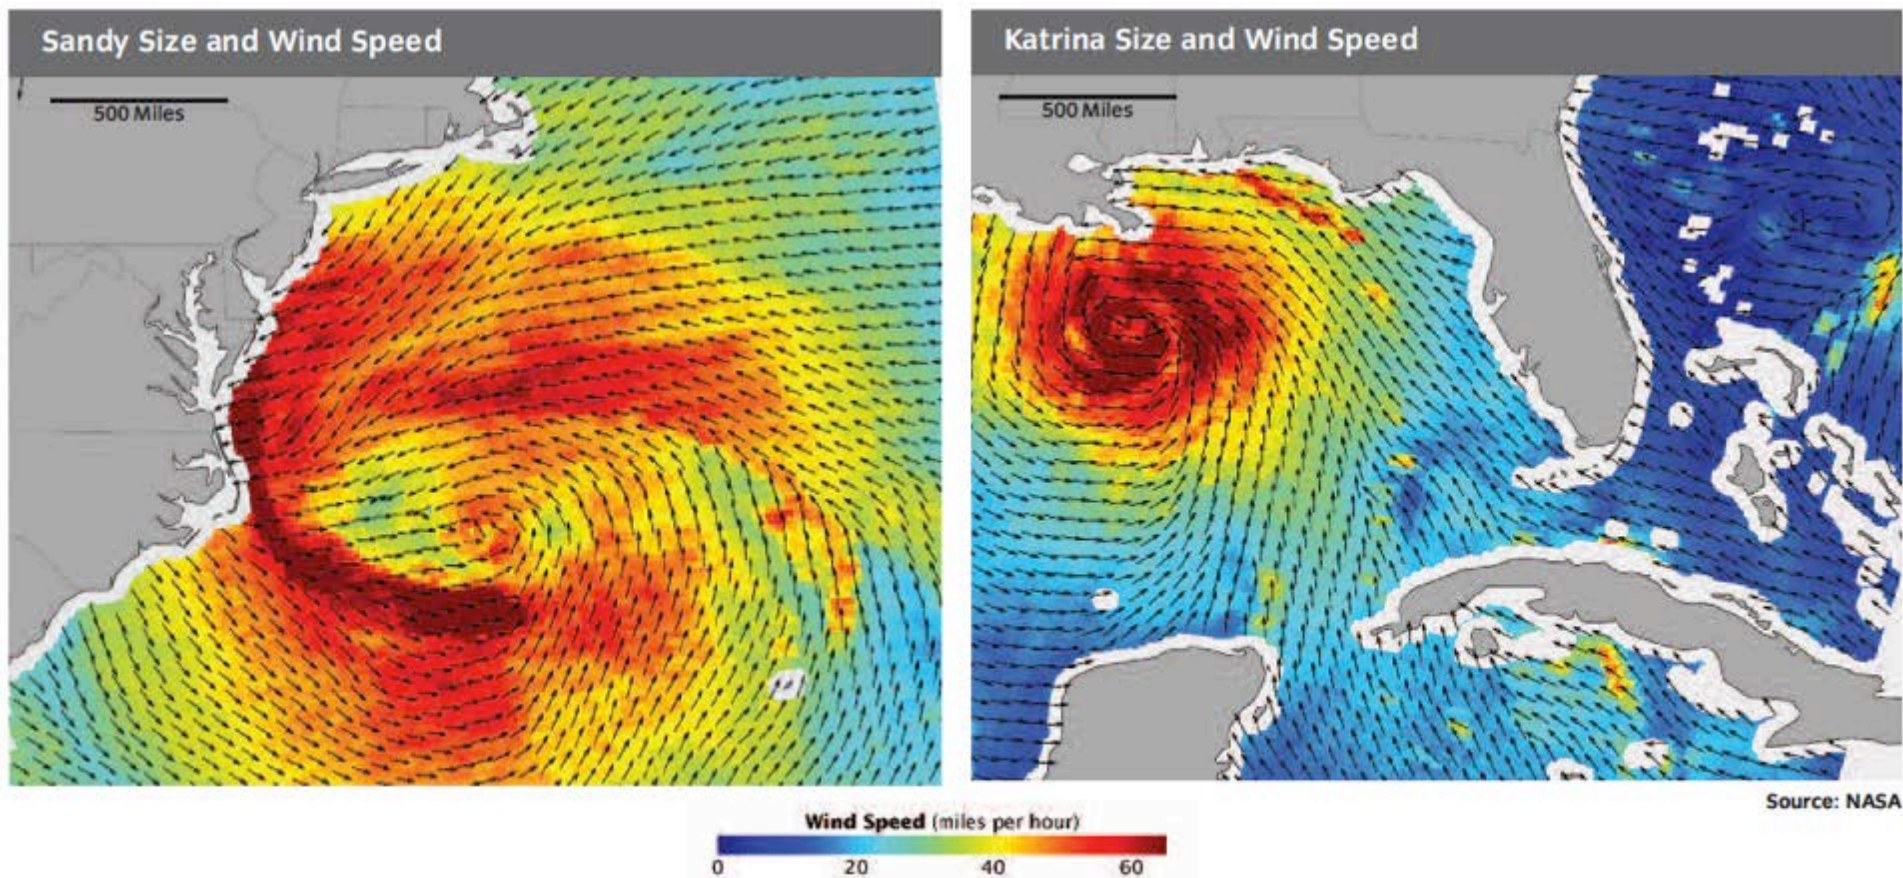 Sandy Size and Wind Speed
500 Miles
Katrina Size and Wind Speed
500 Miles
Source: NASA
Wind Speed (miles per hour)
0 20 40 60